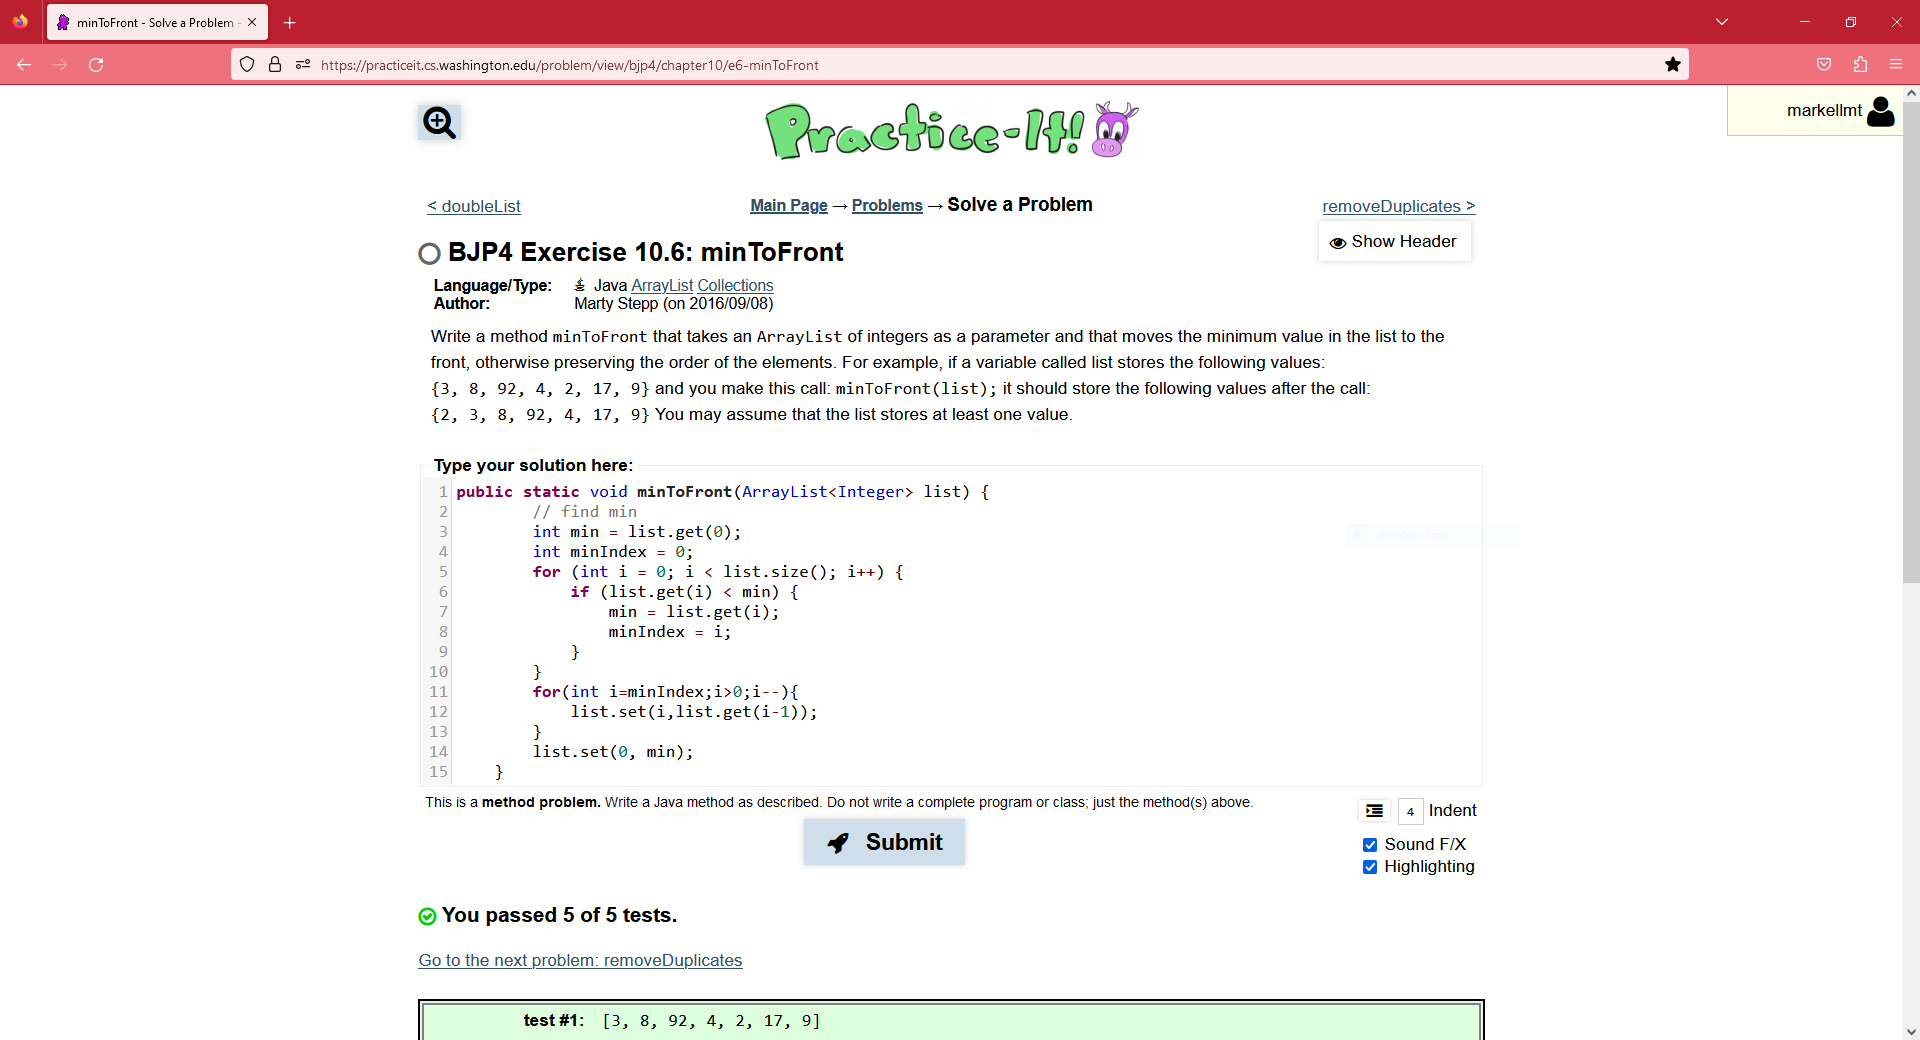 minToFront - Solve a Problem -
https://practiceit.cs.washington.edu/problem/view/bjp4/chapter10/e6-minToFront
markellmt
Practice-It!
< doubleList
Main Page → Problems → Solve a Problem
removeDuplicates >
Show Header
BJP4 Exercise 10.6: minToFront
Language/Type: Java ArrayList Collections
Author: Marty Stepp (on 2016/09/08)
Write a method minToFront that takes an ArrayList of integers as a parameter and that moves the minimum value in the list to the
front, otherwise preserving the order of the elements. For example, if a variable called list stores the following values:
{3, 8, 92, 4, 2, 17, 9} and you make this call: minToFront(list); it should store the following values after the call:
{2, 3, 8, 92, 4, 17, 9} You may assume that the list stores at least one value.
Type your solution here:
1 public static void minToFront(ArrayList<Integer> list) {
2 // find min
3 int min = list.get(0);
4 int minIndex = 0;
5 for (int i = 0; i < list.size(); i++) {
6 if (list.get(i) < min) {
7 min = list.get(i);
8 minIndex = i;
9 }
10 }
11 for(int i=minIndex;i>0;i--){
12 list.set(i,list.get(i-1));
13 }
14 list.set(0, min);
15 }
This is a method problem. Write a Java method as described. Do not write a complete program or class; just the method(s) above.
4 Indent
Submit
Sound F/X
Highlighting
You passed 5 of 5 tests.
Go to the next problem: removeDuplicates
test #1: [3, 8, 92, 4, 2, 17, 9]